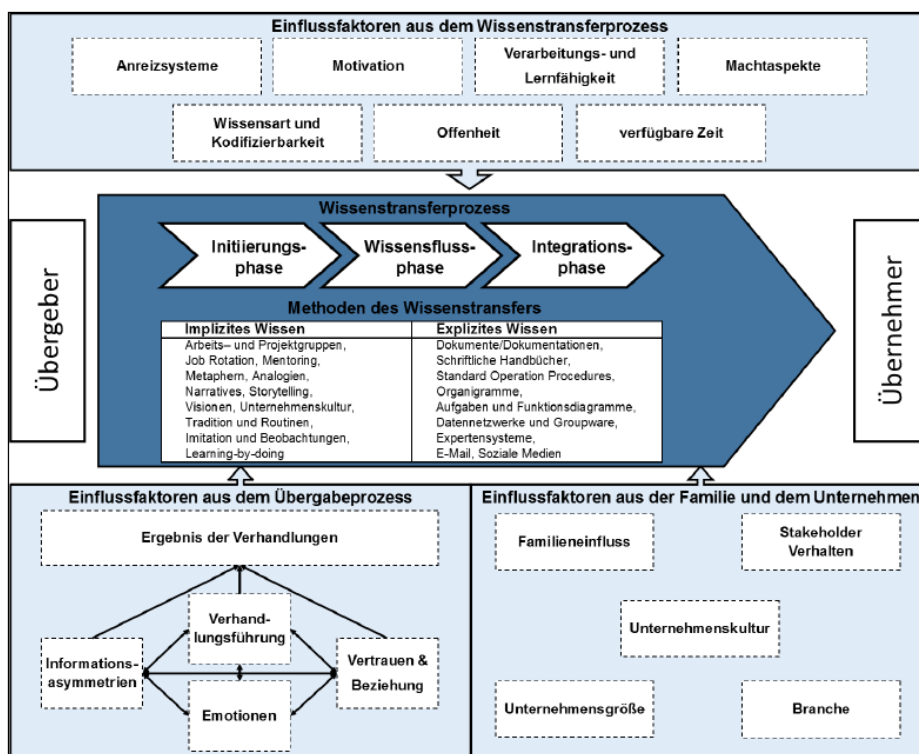 Einflussfaktoren aus dem Wissenstransferprozess
Anreizsysteme
Motivation
Verarbeitungs- und
Lernfähigkeit
Machtaspekte
Wissensart und
Kodifizierbarkeit
Offenheit
verfügbare Zeit
Übergeber
Wissenstransferprozess
Initiierungs-
phase
Wissensfluss-
phase
Integrations-
phase
Methoden des Wissenstransfers
Implizites Wissen
Arbeits– und Projektgruppen,
Job Rotation, Mentoring,
Metaphern, Analogien,
Narratives, Storytelling,
Visionen, Unternehmenskultur,
Tradition und Routinen,
Imitation und Beobachtungen,
Learning-by-doing
Explizites Wissen
Dokumente/Dokumentationen,
Schriftliche Handbücher,
Standard Operation Procedures,
Organigramme,
Aufgaben und Funktionsdiagramme,
Datennetzwerke und Groupware,
Expertensysteme,
E-Mail, Soziale Medien
Übernehmer
Einflussfaktoren aus dem Übergabeprozess
Ergebnis der Verhandlungen
Verhand-
lungsführung
Informations-
asymmetrien
Vertrauen &
Beziehung
Emotionen
Einflussfaktoren aus der Familie und dem Unternehmen
Familieneinfluss
Stakeholder
Verhalten
Unternehmenskultur
Unternehmensgröße
Branche